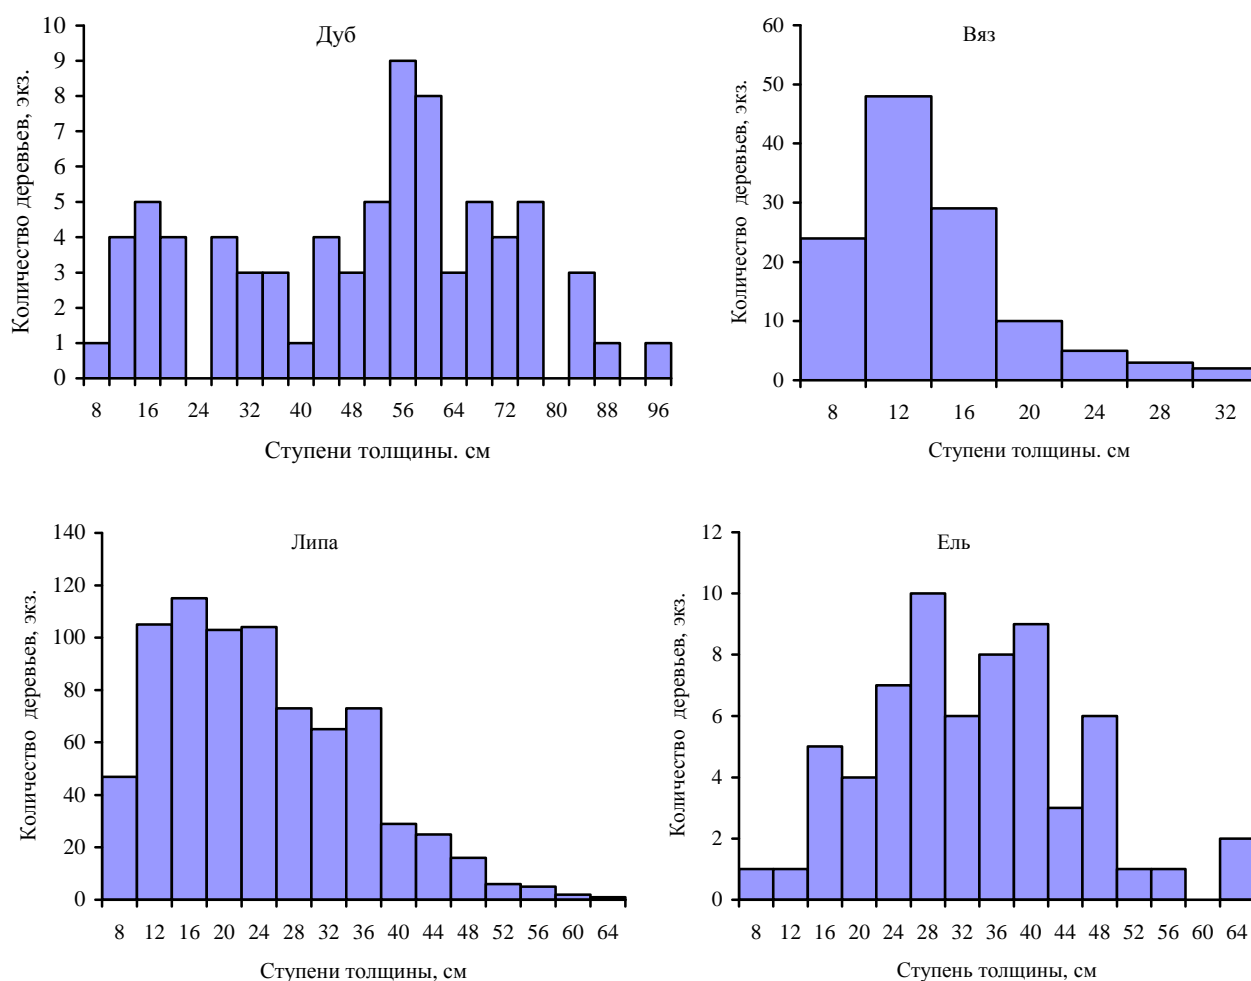 Дуб
Количество деревьев, экз.
10
9
8
7
6
5
4
3
2
1
0
8 16 24 32 40 48 56 64 72 80 88 96
Ступени толщины. см
Вяз
Количество деревьев, экз.
60
50
40
30
20
10
0
8 12 16 20 24 28 32
Ступени толщины. см
Липа
Количество деревьев, экз.
140
120
100
80
60
40
20
0
8 12 16 20 24 28 32 36 40 44 48 52 56 60 64
Ступени толщины, см
Ель
Количество деревьев, экз.
12
10
8
6
4
2
0
8 12 16 20 24 28 32 36 40 44 48 52 56 60 64
Ступень толщины, см